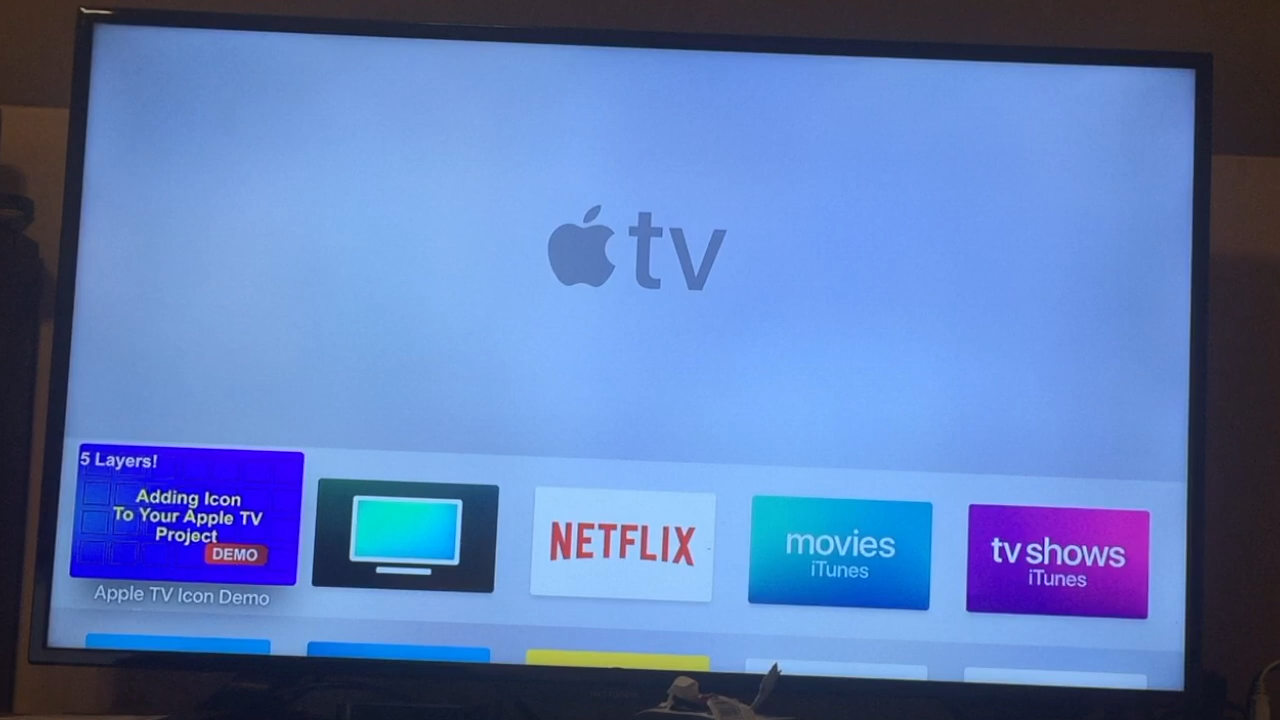 tv
5 Layers!
Adding Icon
To Your Apple TV
Project
DEMO
Apple TV Icon Demo
NETFLIX
movies
iTunes
tv shows
iTunes